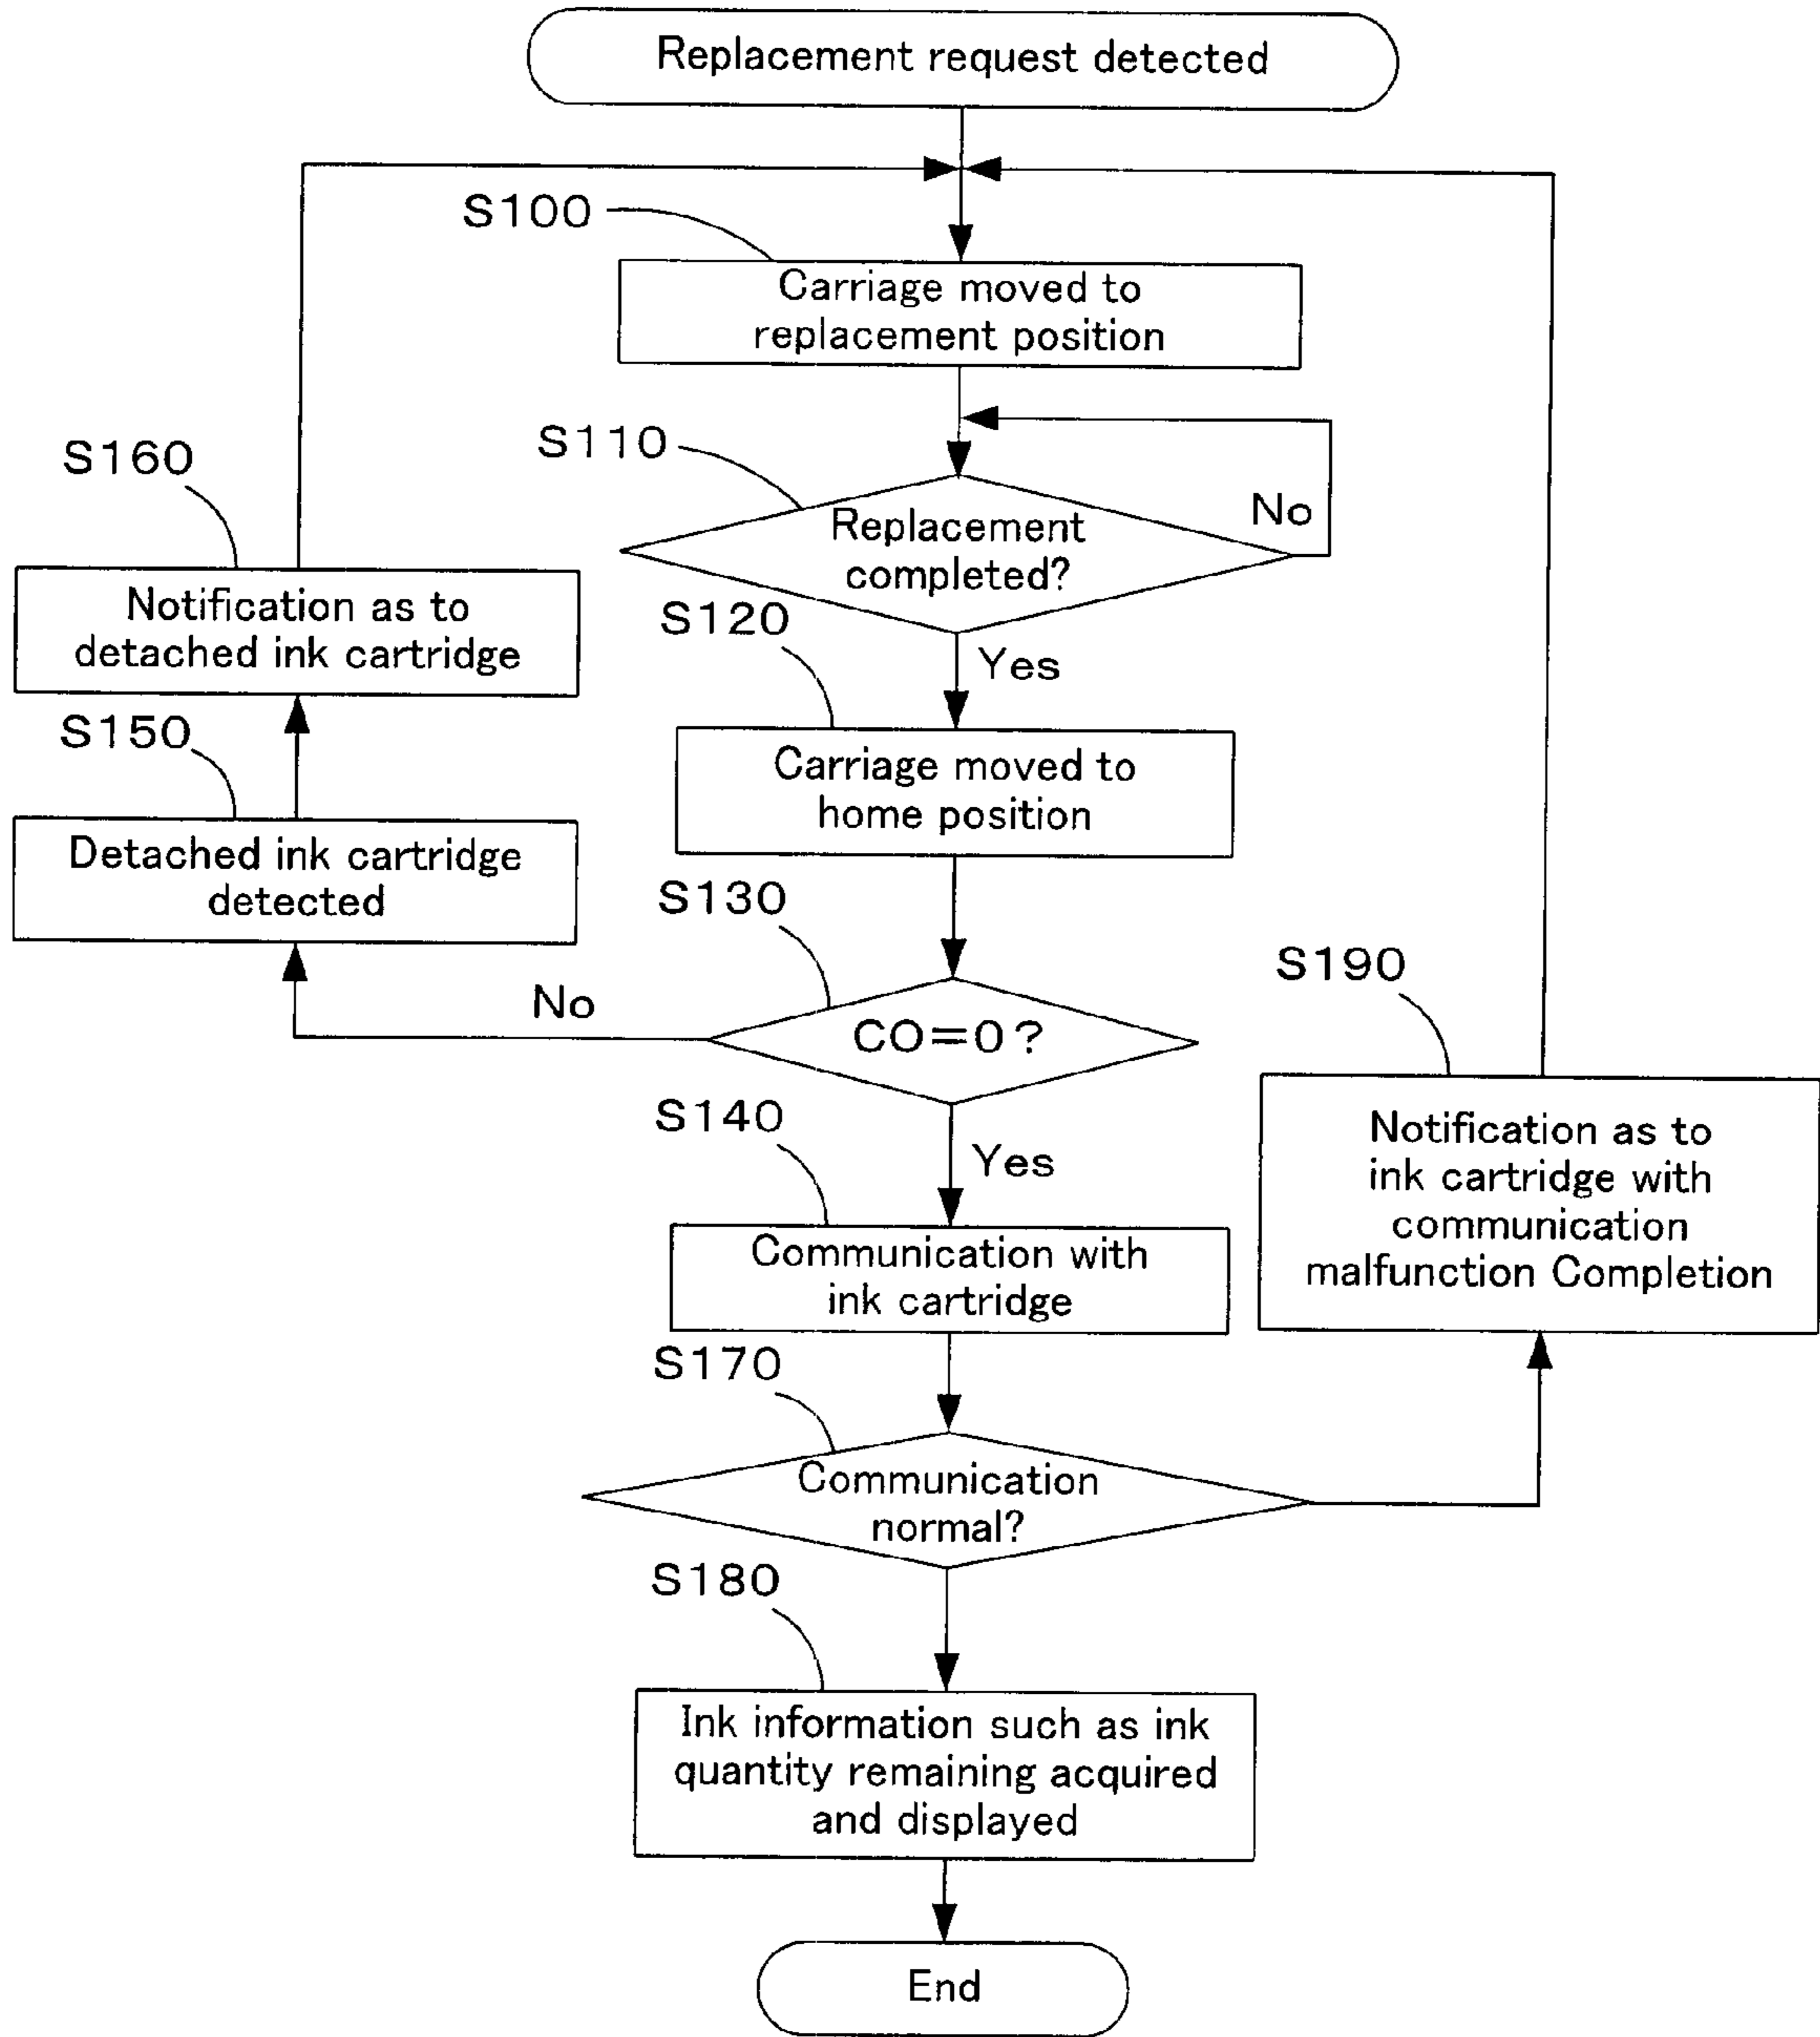 Replacement request detected
S100
Carriage moved to
replacement position
S110
Replacement
completed?
No
S160
Notification as to
detached ink cartridge
S120
Yes
S150
Carriage moved to
home position
Detached ink cartridge
detected
S130
No
CO=0?
S190
S140
Yes
Notification as to
ink cartridge with
communication
malfunction Completion
Communication with
ink cartridge
S170
Communication
normal?
S180
Ink information such as ink
quantity remaining acquired
and displayed
End